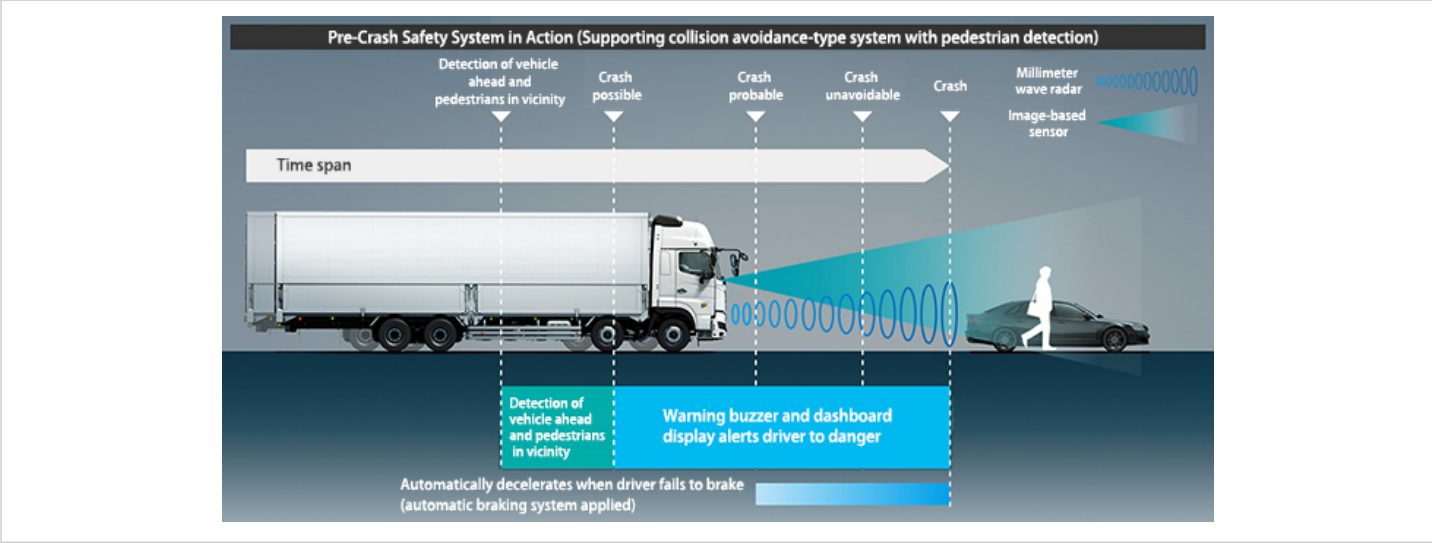 Pre-Crash Safety System in Action (Supporting collision avoidance-type system with pedestrian detection)
Detection of vehicle
ahead and
pedestrians in vicinity
Crash
possible
Crash
probable
Crash
unavoidable
Crash
Millimeter
wave radar
Image-based
sensor
Time span
Detection of
vehicle ahead
and pedestrians
in vicinity
Warning buzzer and dashboard
display alerts driver to danger
Automatically decelerates when driver fails to brake
(automatic braking system applied)